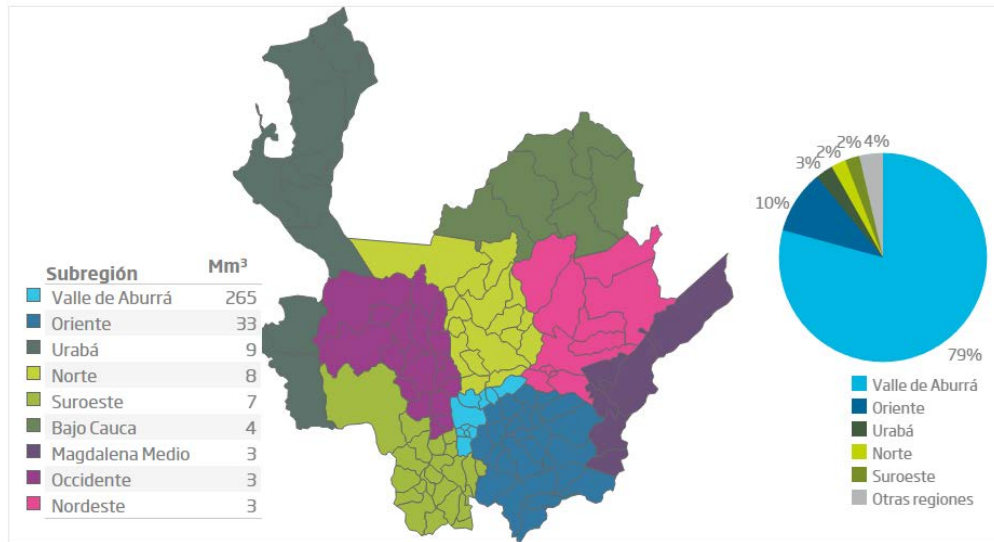 Subregión Mm³
Valle de Aburrá 265
Oriente 33
Urabá 9
Norte 8
Suroeste 7
Bajo Cauca 4
Magdalena Medio 3
Occidente 3
Nordeste 3
2% 4%
2%
3%
10%
79%
Valle de Aburrá
Oriente
Urabá
Norte
Suroeste
Otras regiones